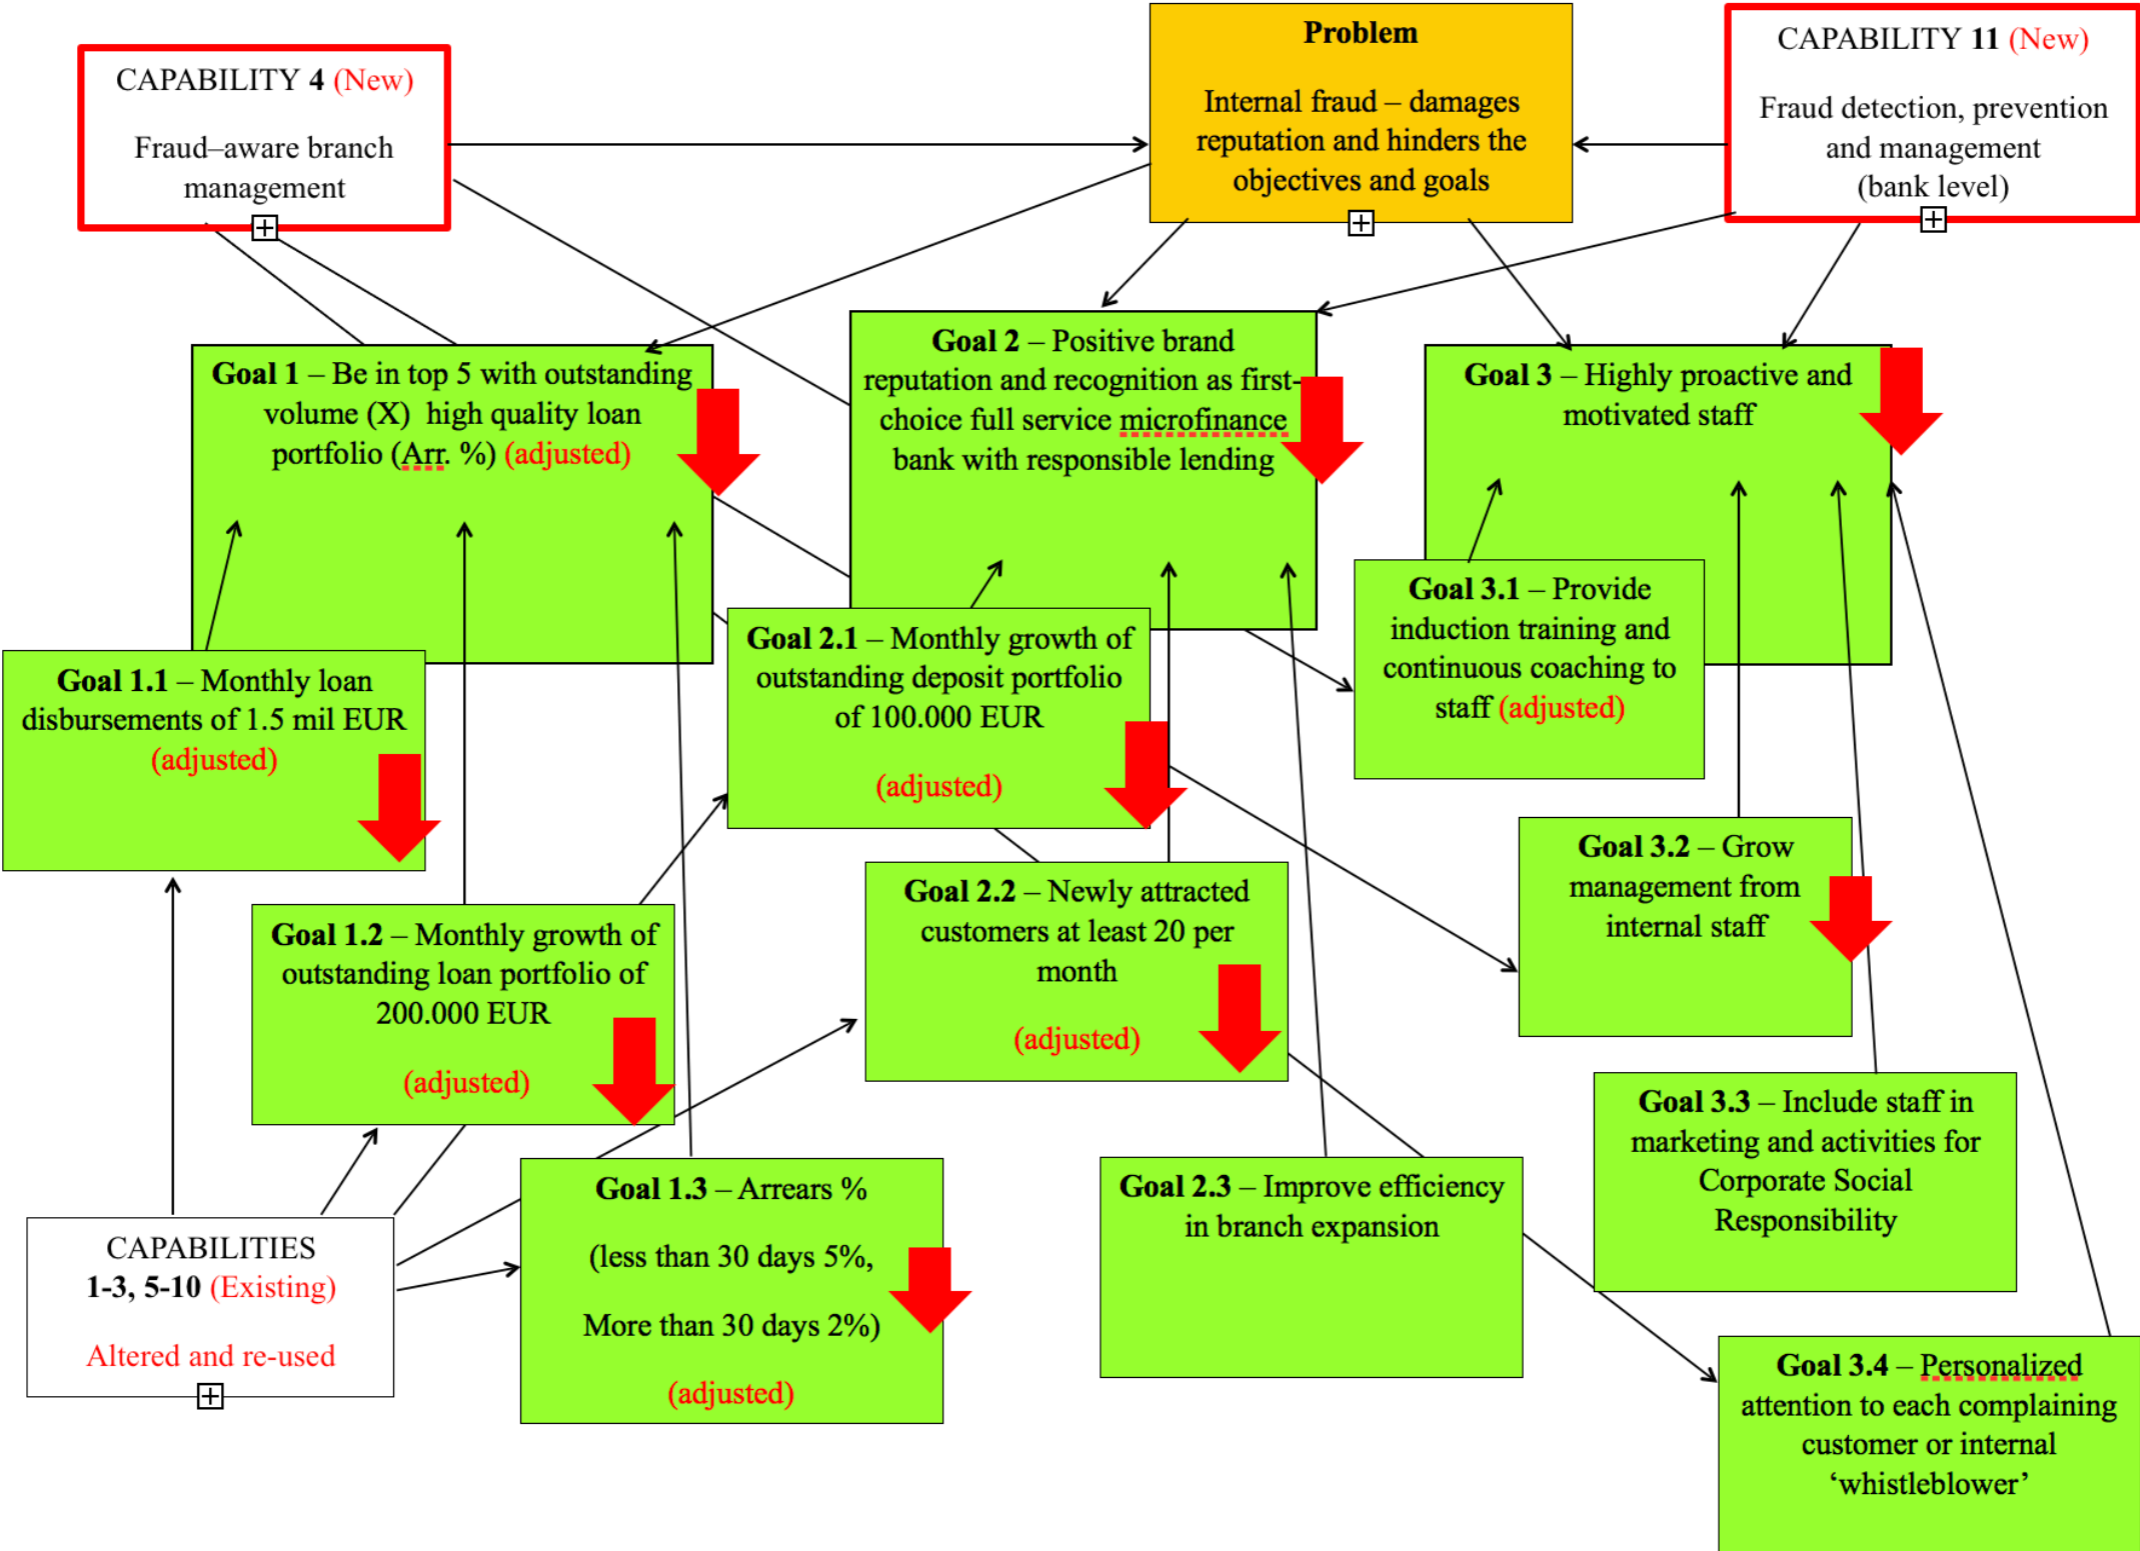 CAPABILITY 4 (New)
Fraud–aware branch
management
Problem
Internal fraud – damages
reputation and hinders the
objectives and goals
CAPABILITY 11 (New)
Fraud detection, prevention
and management
(bank level)
Goal 1 – Be in top 5 with outstanding
volume (X) high quality loan
portfolio (Arr. %) (adjusted)
Goal 2 – Positive brand
reputation and recognition as first-
choice full service microfinance
bank with responsible lending
Goal 3 – Highly proactive and
motivated staff
Goal 1.1 – Monthly loan
disbursements of 1.5 mil EUR
(adjusted)
Goal 2.1 – Monthly growth of
outstanding deposit portfolio
of 100.000 EUR
(adjusted)
Goal 3.1 – Provide
induction training and
continuous coaching to
staff (adjusted)
Goal 1.2 – Monthly growth of
outstanding loan portfolio of
200.000 EUR
(adjusted)
Goal 2.2 – Newly attracted
customers at least 20 per
month
(adjusted)
Goal 3.2 – Grow
management from
internal staff
Goal 1.3 – Arrears %
(less than 30 days 5%,
More than 30 days 2%)
(adjusted)
Goal 2.3 – Improve efficiency
in branch expansion
Goal 3.3 – Include staff in
marketing and activities for
Corporate Social
Responsibility
CAPABILITIES
1-3, 5-10 (Existing)
Altered and re-used
Goal 3.4 – Personalized
attention to each complaining
customer or internal
‘whistleblower’